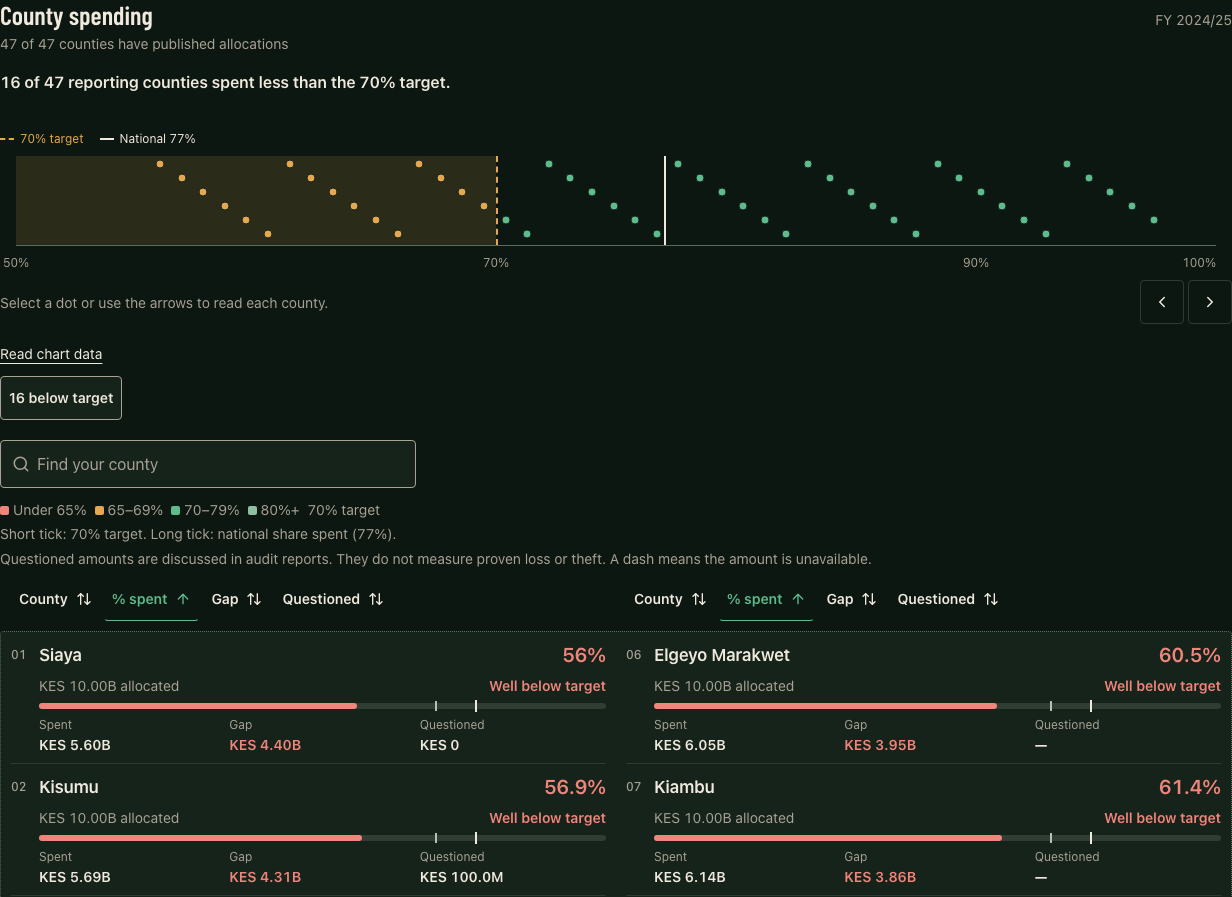 County spending
FY 2024/25
47 of 47 counties have published allocations
16 of 47 reporting counties spent less than the 70% target.
70% target
National 77%
50%
70%
90%
100%
Select a dot or use the arrows to read each county.
Read chart data
16 below target
Find your county
Under 65% 65–69% 70–79% 80%+ 70% target
Short tick: 70% target. Long tick: national share spent (77%).
Questioned amounts are discussed in audit reports. They do not measure proven loss or theft. A dash means the amount is unavailable.
County % spent Gap Questioned
County % spent Gap Questioned
01 Siaya 56%
KES 10.00B allocated Well below target
Spent Gap Questioned
KES 5.60B KES 4.40B KES 0
02 Kisumu 56.9%
KES 10.00B allocated Well below target
Spent Gap Questioned
KES 5.69B KES 4.31B KES 100.0M
06 Elgeyo Marakwet 60.5%
KES 10.00B allocated Well below target
Spent Gap Questioned
KES 6.05B KES 3.95B —
07 Kiambu 61.4%
KES 10.00B allocated Well below target
Spent Gap Questioned
KES 6.14B KES 3.86B —